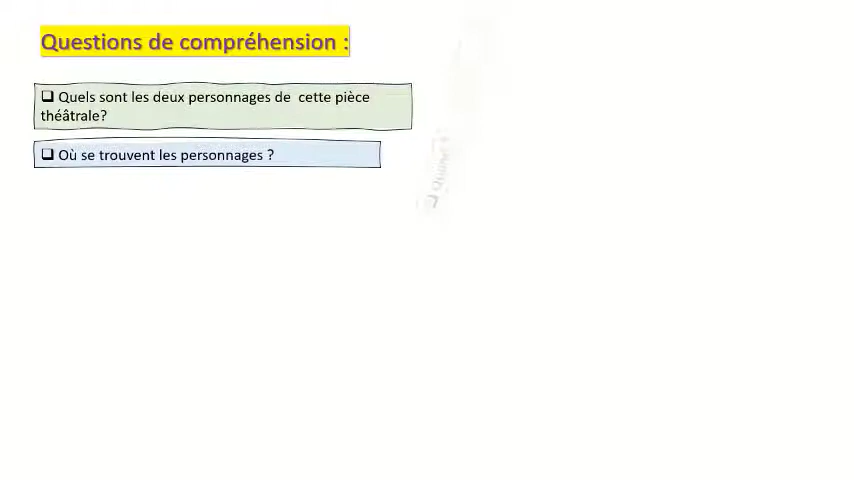 Questions de compréhension :
❑ Quels sont les deux personnages de cette pièce
théâtrale?
❑ Où se trouvent les personnages ?